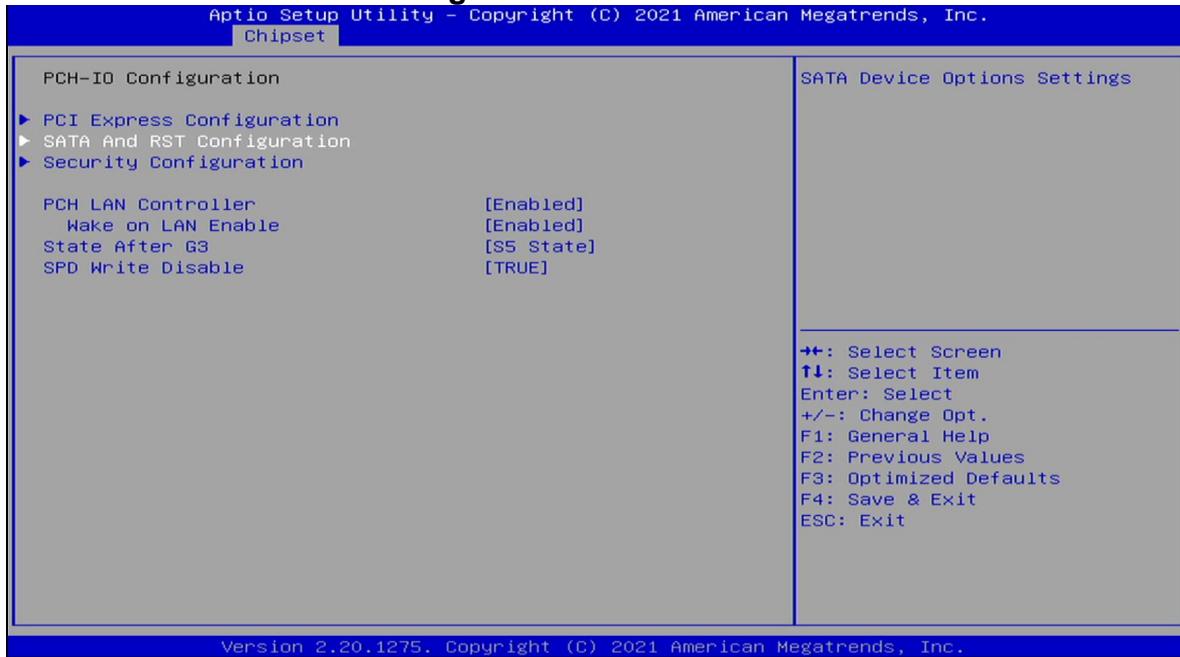 Aptio Setup Utility – Copyright (C) 2021 American Megatrends, Inc.
Chipset
PCH-IO Configuration
▶ PCI Express Configuration
▶ SATA And RST Configuration
▶ Security Configuration
PCH LAN Controller [Enabled]
Wake on LAN Enable [Enabled]
State After G3 [S5 State]
SPD Write Disable [TRUE]
SATA Device Options Settings
→←: Select Screen
↑↓: Select Item
Enter: Select
+/-: Change Opt.
F1: General Help
F2: Previous Values
F3: Optimized Defaults
F4: Save & Exit
ESC: Exit
Version 2.20.1275. Copyright (C) 2021 American Megatrends, Inc.